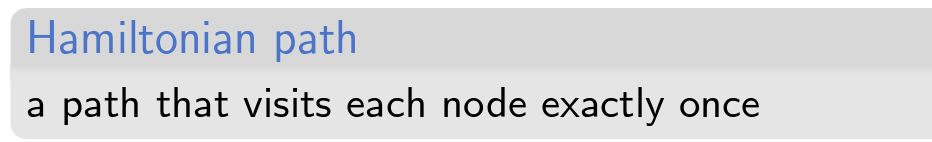 Hamiltonian path
a path that visits each node exactly once